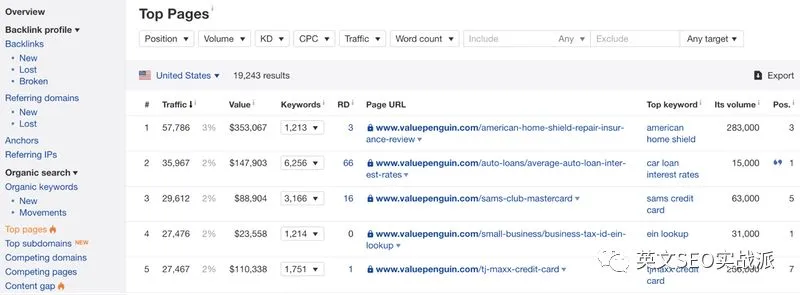 Overview
Backlink profile
Backlinks
New
Lost
Broken
Referring domains
New
Lost
Anchors
Referring IPs
Organic search
Organic keywords
New
Movements
Top pages
Top subdomains NEW
Competing domains
Competing pages
Content gap
Top Pages
Position Volume KD CPC Traffic Word count Include Any Exclude Any target
United States 19,243 results Export
# Traffic Value Keywords RD Page URL Top keyword Its volume Pos.
1 57,786 3% $353,067 1,213 3 www.valuepenguin.com/american-home-shield-repair-insur-
ance-review american
home shield 283,000 3
2 35,967 2% $147,903 6,256 66 www.valuepenguin.com/auto-loans/average-auto-loan-inter-
est-rates car loan
interest rates 15,000 1
3 29,612 2% $88,904 3,166 16 www.valuepenguin.com/sams-club-mastercard sams credit
card 63,000 5
4 27,476 2% $23,558 1,214 0 www.valuepenguin.com/small-business/business-tax-id-ein-
lookup ein lookup 31,000 1
5 27,467 2% $110,338 1,751 1 www.valuepenguin.com/tj-maxx-credit-card tjmaxx credit
card 7
英文SEO实战派